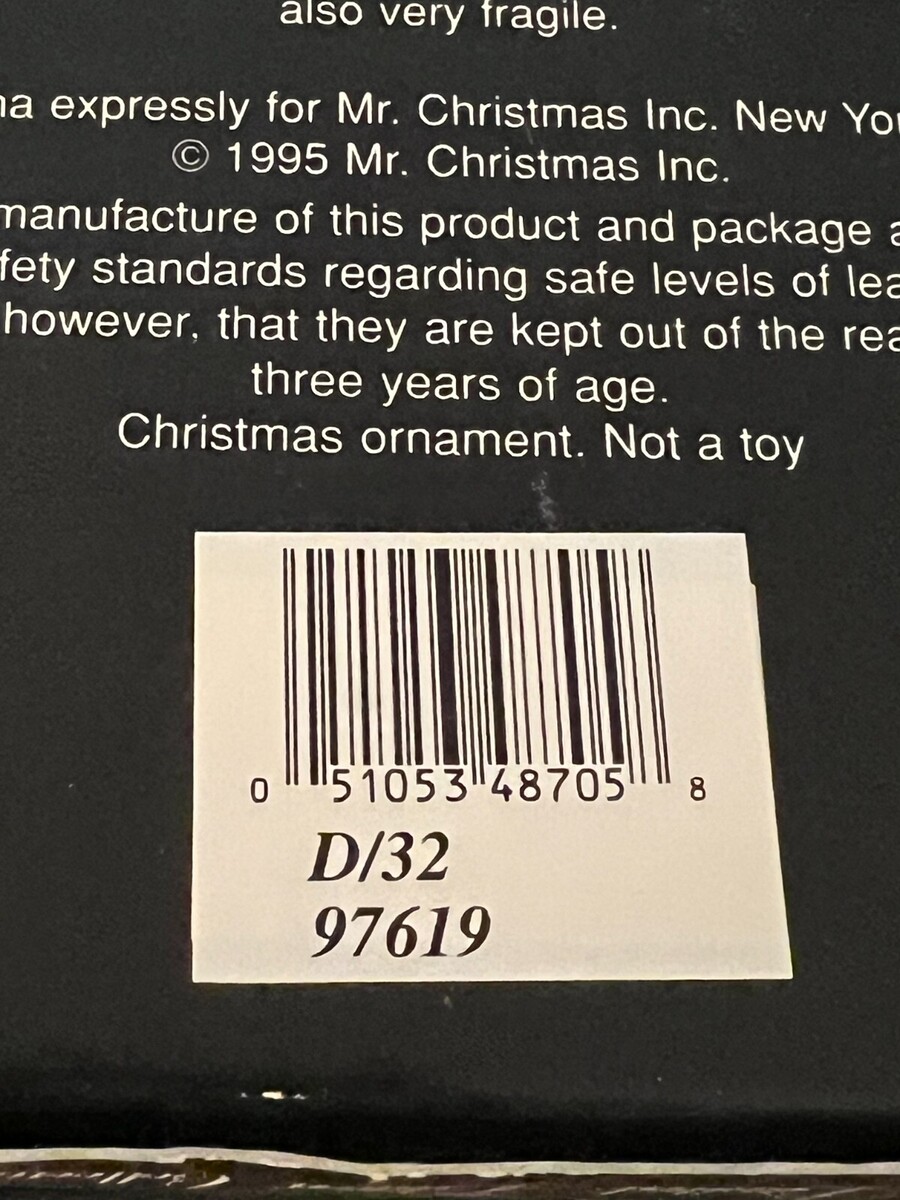 also very fragile.
expressly for Mr. Christmas Inc. New
© 1995 Mr. Christmas Inc.
manufacture of this product and package
standards regarding safe levels of
however, that they are kept out of the
three years of age.
Christmas ornament. Not a toy
0 51053 48705 8
D/32
97619